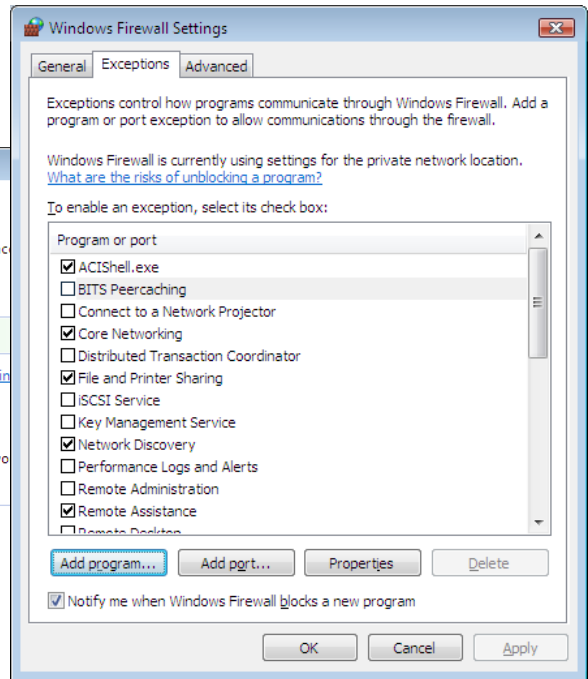 Windows Firewall Settings
General Exceptions Advanced
Exceptions control how programs communicate through Windows Firewall. Add a
program or port exception to allow communications through the firewall.
Windows Firewall is currently using settings for the private network location.
What are the risks of unblocking a program?
To enable an exception, select its check box:
Program or port
ACIShell.exe
BITS Peercaching
Connect to a Network Projector
Core Networking
Distributed Transaction Coordinator
File and Printer Sharing
iSCSI Service
Key Management Service
Network Discovery
Performance Logs and Alerts
Remote Administration
Remote Assistance
Remote Desktop
Add program... Add port... Properties Delete
Notify me when Windows Firewall blocks a new program
OK Cancel Apply